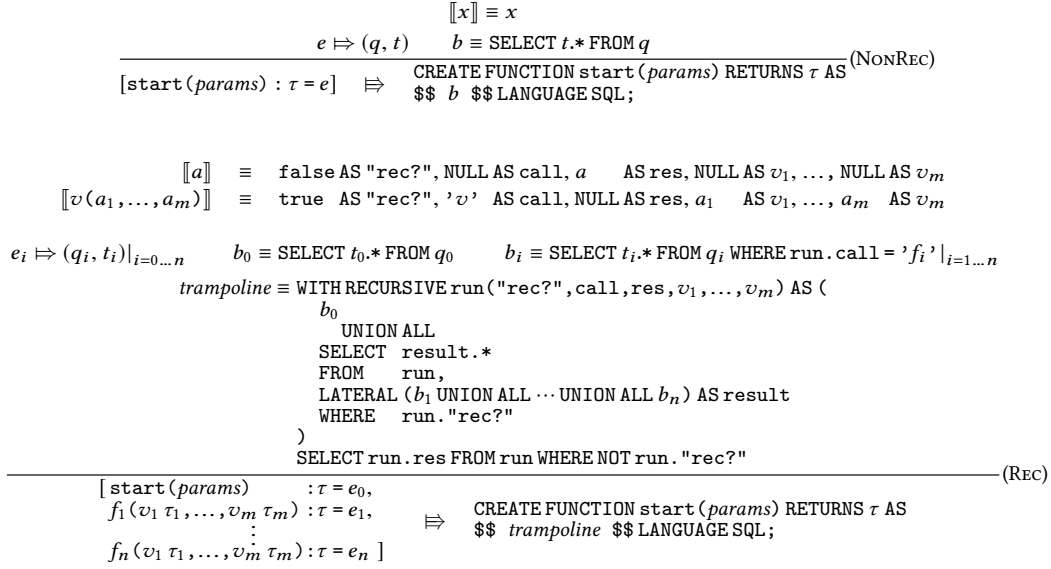 ⟦x⟧ ≡ x
e ⤇ (q, t) b ≡ SELECT t.* FROM q
(NonRec)
[start(params) : τ = e] ⤇ CREATE FUNCTION start(params) RETURNS τ AS
$$ b $$ LANGUAGE SQL;
⟦a⟧ ≡ false AS "rec?", NULL AS call, a AS res, NULL AS v₁, …, NULL AS vₘ
⟦v(a₁,…,aₘ)⟧ ≡ true AS "rec?", 'v' AS call, NULL AS res, a₁ AS v₁, …, aₘ AS vₘ
eᵢ ⤇ (qᵢ, tᵢ)|ᵢ₌₀…ₙ b₀ ≡ SELECT t₀.* FROM q₀ bᵢ ≡ SELECT tᵢ.* FROM qᵢ WHERE run.call = 'fᵢ'|ᵢ₌₁…ₙ
trampoline ≡ WITH RECURSIVE run("rec?",call,res,v₁,…,vₘ) AS (
b₀
UNION ALL
SELECT result.*
FROM run,
LATERAL (b₁ UNION ALL ⋯ UNION ALL bₙ) AS result
WHERE run."rec?"
)
SELECT run.res FROM run WHERE NOT run."rec?"
(Rec)
[ start(params) : τ = e₀,
f₁(v₁ τ₁,…,vₘ τₘ) : τ = e₁,
⋮
fₙ(v₁ τ₁,…,vₘ τₘ) : τ = eₙ ]
⤇ CREATE FUNCTION start(params) RETURNS τ AS
$$ trampoline $$ LANGUAGE SQL;